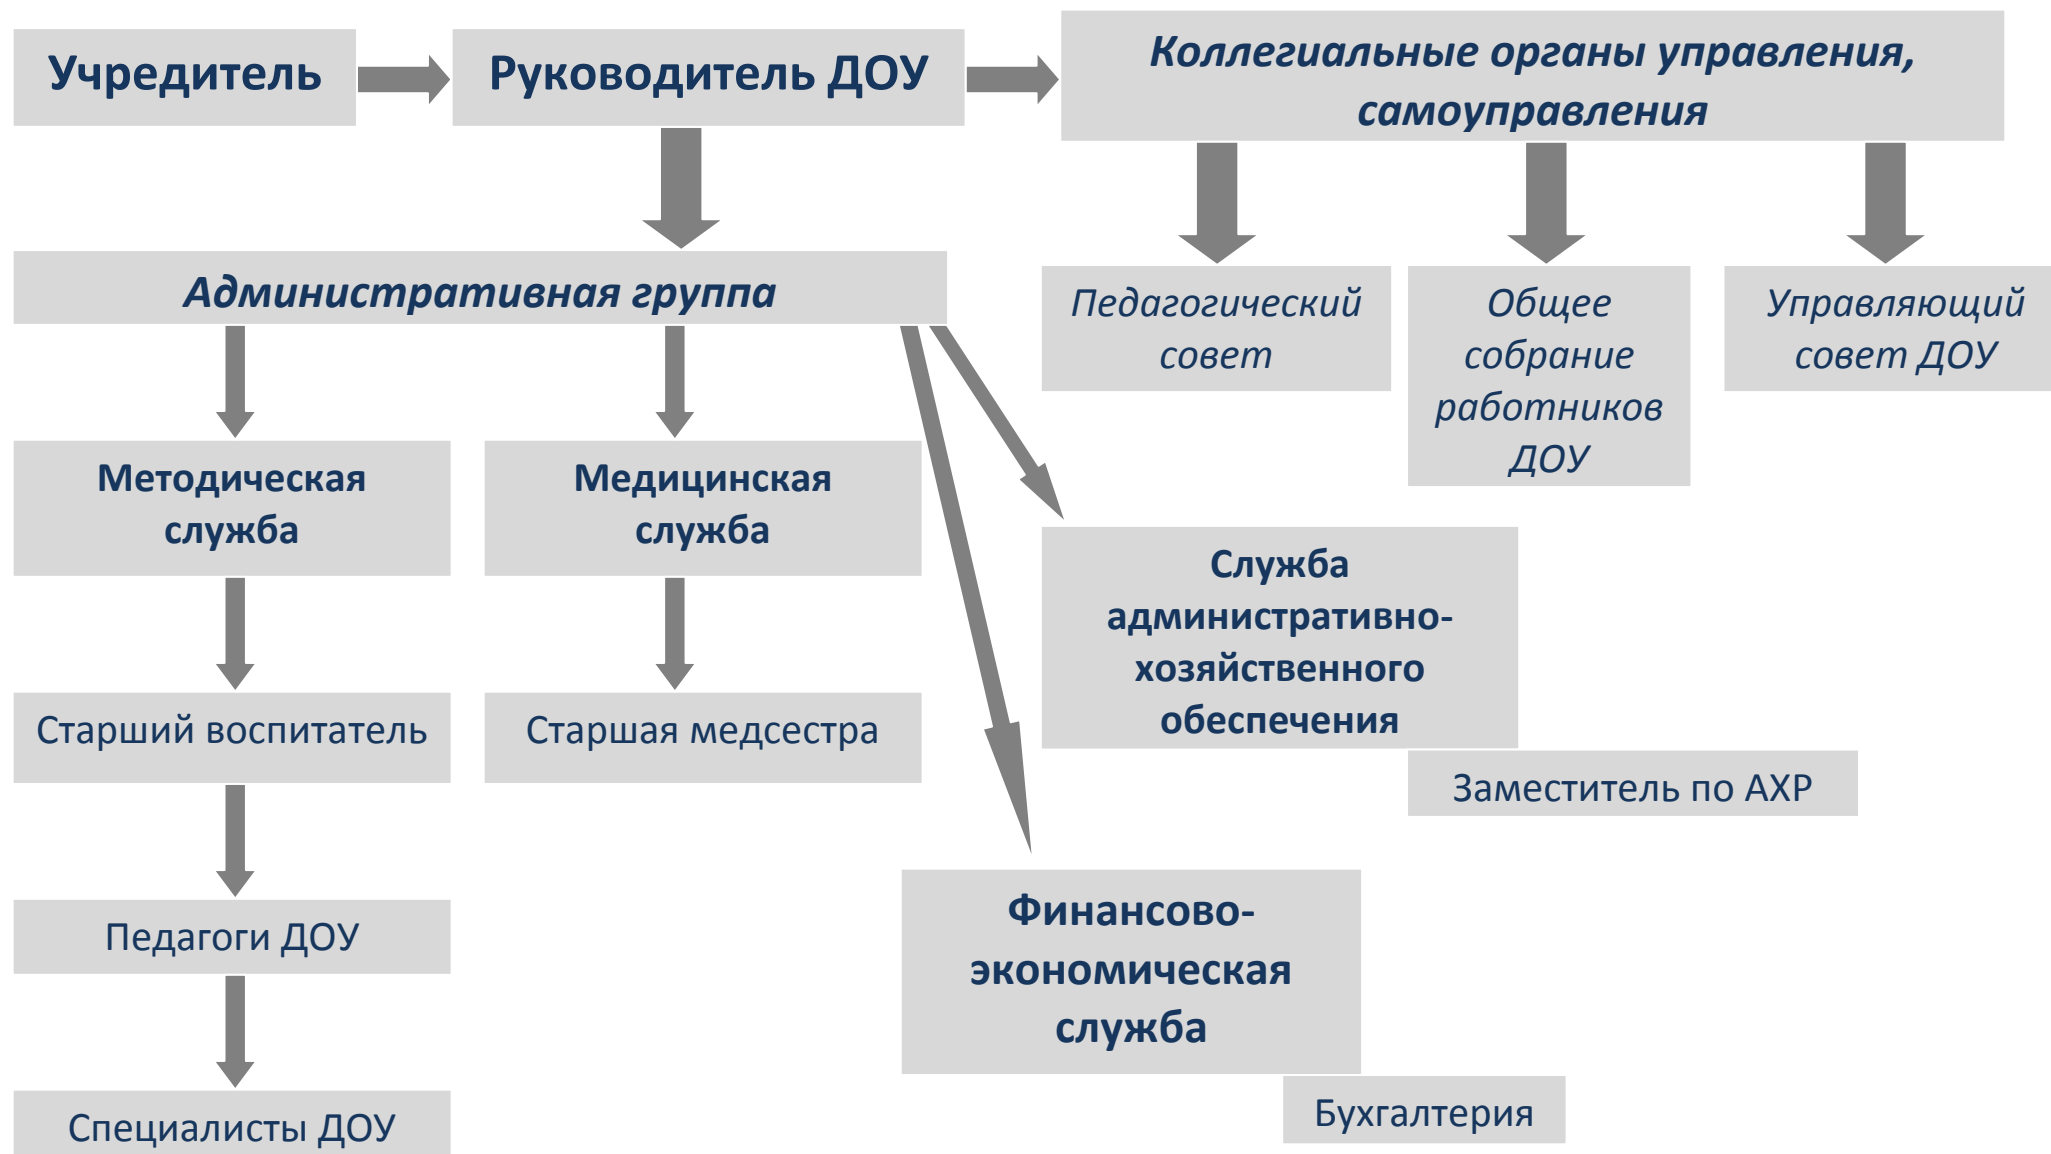 Учредитель
Руководитель ДОУ
Коллегиальные органы управления,
самоуправления
Административная группа
Педагогический
совет
Общее
собрание
работников
ДОУ
Управляющий
совет ДОУ
Методическая
служба
Медицинская
служба
Служба
административно-
хозяйственного
обеспечения
Старший воспитатель
Старшая медсестра
Заместитель по АХР
Педагоги ДОУ
Финансово-
экономическая
служба
Специалисты ДОУ
Бухгалтерия